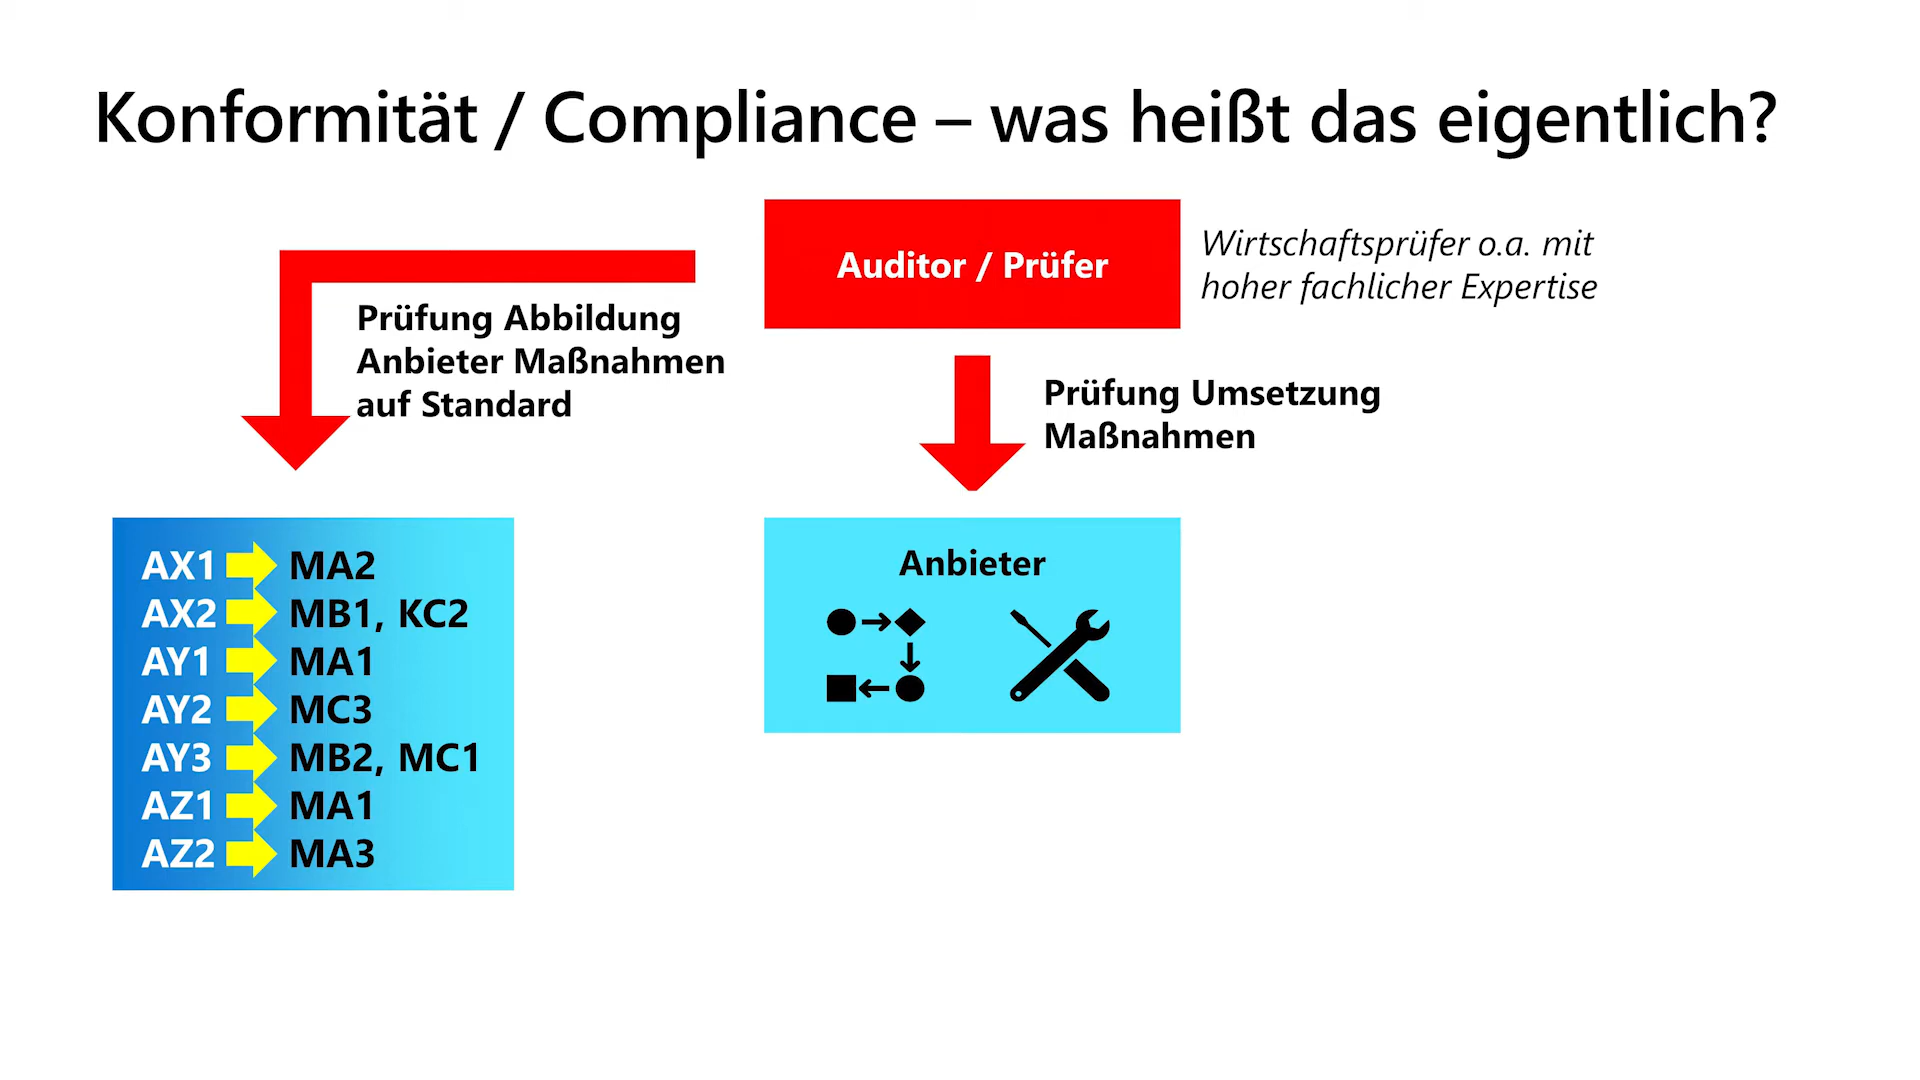 Konformität / Compliance – was heißt das eigentlich?
Auditor / Prüfer
Wirtschaftsprüfer o.a. mit
hoher fachlicher Expertise
Prüfung Abbildung
Anbieter Maßnahmen
auf Standard
Prüfung Umsetzung
Maßnahmen
AX1 MA2
AX2 MB1, KC2
AY1 MA1
AY2 MC3
AY3 MB2, MC1
AZ1 MA1
AZ2 MA3
Anbieter